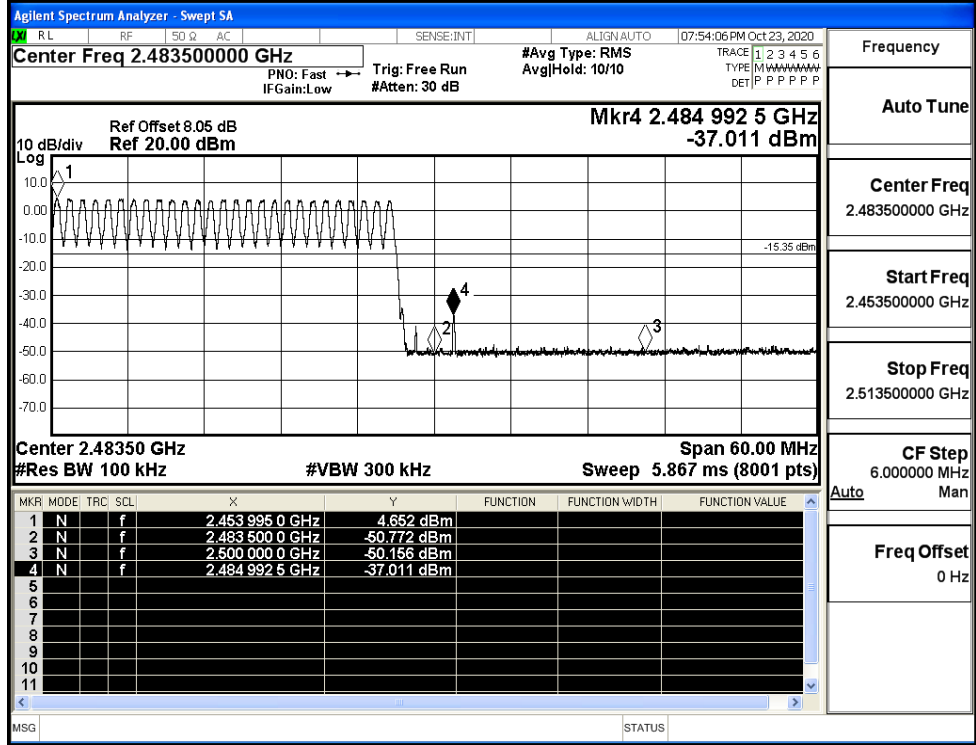 Agilent Spectrum Analyzer - Swept SA
LXI RL RF 50 Ω AC SENSE:INT ALIGNAUTO 07:54:06 PM Oct 23, 2020
Center Freq 2.483500000 GHz
PNO: Fast
IFGain:Low
Trig: Free Run
#Atten: 30 dB
#Avg Type: RMS
Avg|Hold: 10/10
TRACE 1 2 3 4 5 6
TYPE M W W W W W
DET P P P P P P
Ref Offset 8.05 dB
10 dB/div Ref 20.00 dBm
Log
Mkr4 2.484 992 5 GHz
-37.011 dBm
10.0
0.00
-10.0
-20.0
-30.0
-40.0
-50.0
-60.0
-70.0
1
2
3
4
-15.35 dBm
Center 2.48350 GHz Span 60.00 MHz
#Res BW 100 kHz #VBW 300 kHz Sweep 5.867 ms (8001 pts)
MKR MODE TRC SCL X Y FUNCTION FUNCTION WIDTH FUNCTION VALUE
1 N f 2.453 995 0 GHz 4.652 dBm
2 N f 2.483 500 0 GHz -50.772 dBm
3 N f 2.500 000 0 GHz -50.156 dBm
4 N f 2.484 992 5 GHz -37.011 dBm
5
6
7
8
9
10
11
MSG STATUS
Frequency
Auto Tune
Center Freq
2.483500000 GHz
Start Freq
2.453500000 GHz
Stop Freq
2.513500000 GHz
CF Step
6.000000 MHz
Auto Man
Freq Offset
0 Hz